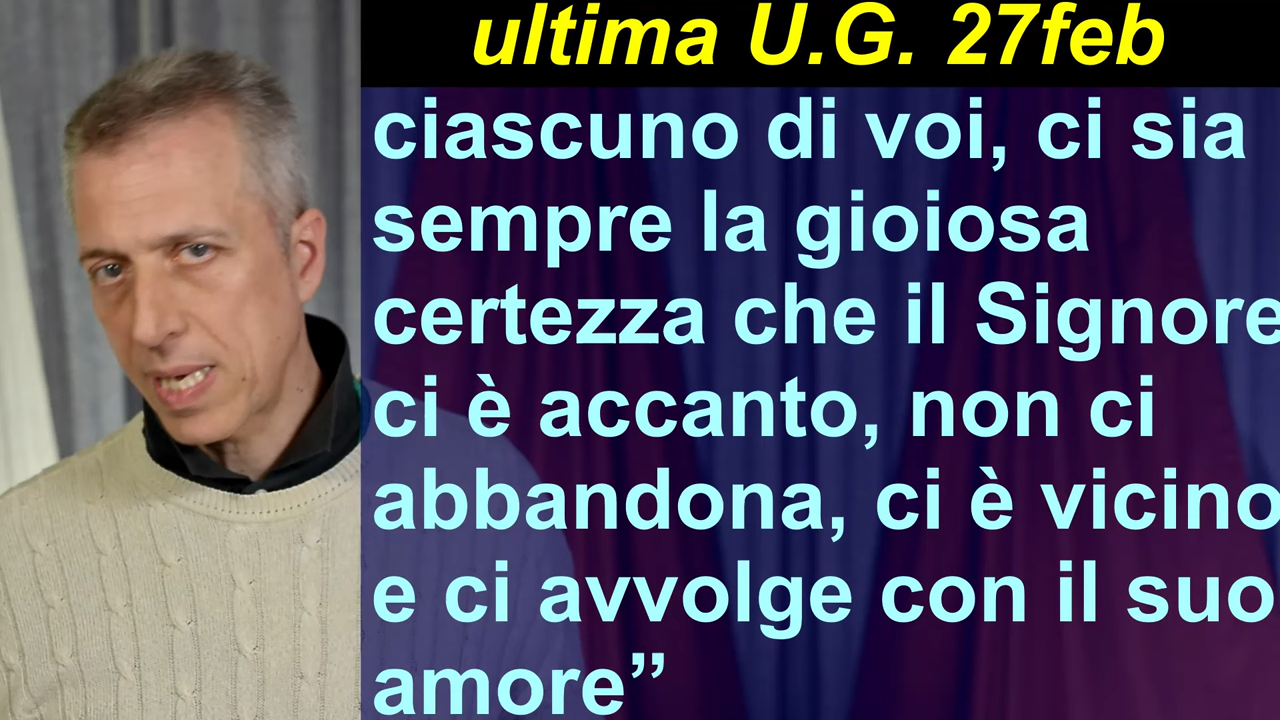 ultima U.G. 27feb
ciascuno di voi, ci sia
sempre la gioiosa
certezza che il Signore
ci è accanto, non ci
abbandona, ci è vicino
e ci avvolge con il suo
amore”